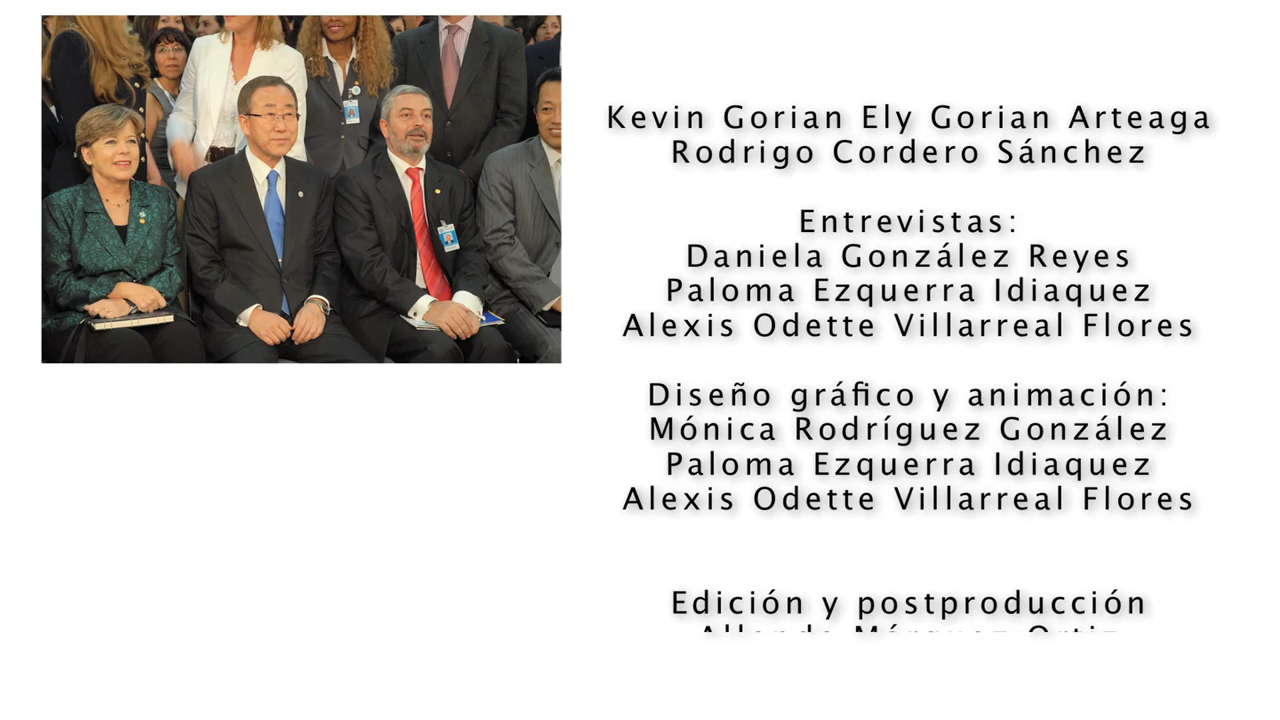 Kevin Gorian Ely Gorian Arteaga
Rodrigo Cordero Sánchez
Entrevistas:
Daniela González Reyes
Paloma Ezquerra Idiaquez
Alexis Odette Villarreal Flores
Diseño gráfico y animación:
Mónica Rodríguez González
Paloma Ezquerra Idiaquez
Alexis Odette Villarreal Flores
Edición y postproducción